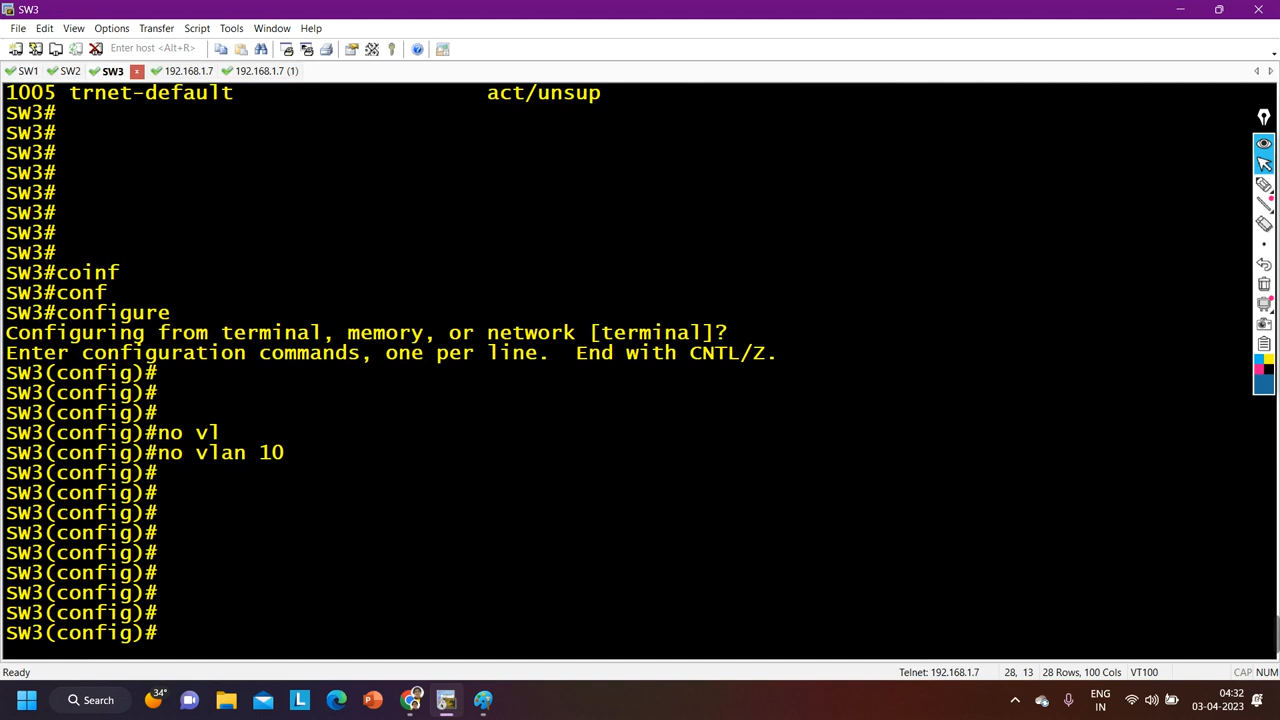 SW3
File Edit View Options Transfer Script Tools Window Help
Enter host <Alt+R>
SW1 SW2 SW3 x 192.168.1.7 192.168.1.7 (1)
1005 trnet-default act/unsup
SW3#
SW3#
SW3#
SW3#
SW3#
SW3#
SW3#
SW3#
SW3#coinf
SW3#conf
SW3#configure
Configuring from terminal, memory, or network [terminal]?
Enter configuration commands, one per line.  End with CNTL/Z.
SW3(config)#
SW3(config)#
SW3(config)#
SW3(config)#no vl
SW3(config)#no vlan 10
SW3(config)#
SW3(config)#
SW3(config)#
SW3(config)#
SW3(config)#
SW3(config)#
SW3(config)#
SW3(config)#
SW3(config)#
Ready Telnet: 192.168.1.7 28, 13 28 Rows, 100 Cols VT100 CAP NUM
Search 34° L P ENG IN 04:32 03-04-2023